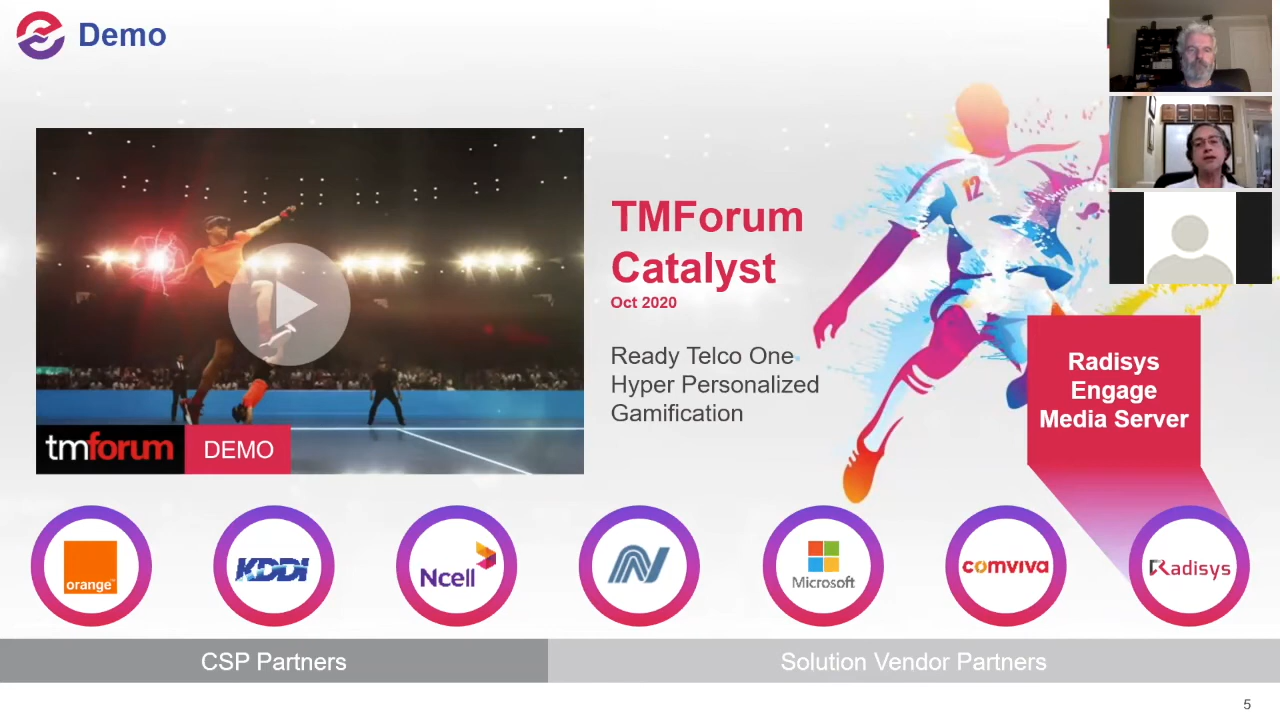 Demo
TMForum
Catalyst
Oct 2020
Ready Telco One
Hyper Personalized
Gamification
12
tmforum
DEMO
Radisys
Engage
Media Server
orange
KDDI
Ncell
Microsoft
comviva
Radisys
CSP Partners
Solution Vendor Partners
5